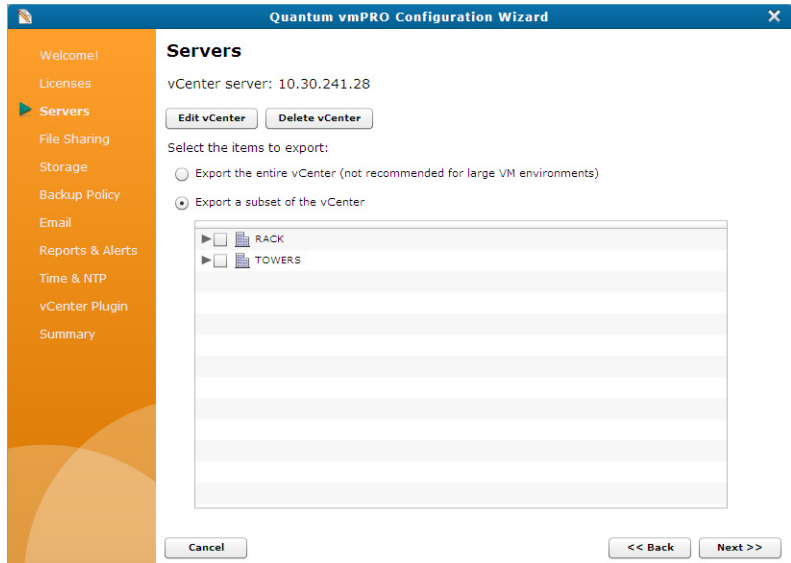 Quantum vmPRO Configuration Wizard
Welcome!
Licenses
Servers
File Sharing
Storage
Backup Policy
Email
Reports & Alerts
Time & NTP
vCenter Plugin
Summary
Servers
vCenter server: 10.30.241.28
Edit vCenter Delete vCenter
Select the items to export:
Export the entire vCenter (not recommended for large VM environments)
Export a subset of the vCenter
RACK
TOWERS
Cancel << Back Next >>